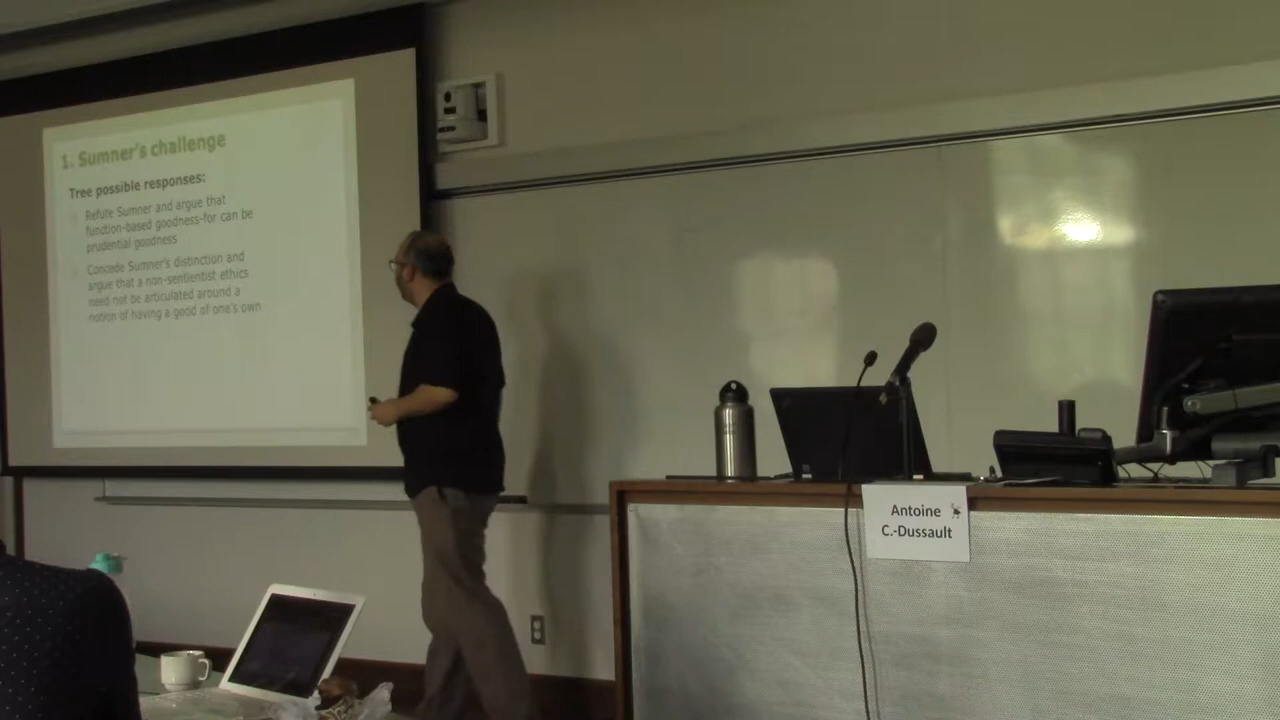 1. Sumner's challenge
Tree possible responses:
Refute Sumner and argue that
function-based goodness-for can be
prudential goodness
Concede Sumner's distinction and
argue that a non-sentientist ethics
need not be articulated around a
notion of having a good of one's own
Antoine
C.-Dussault